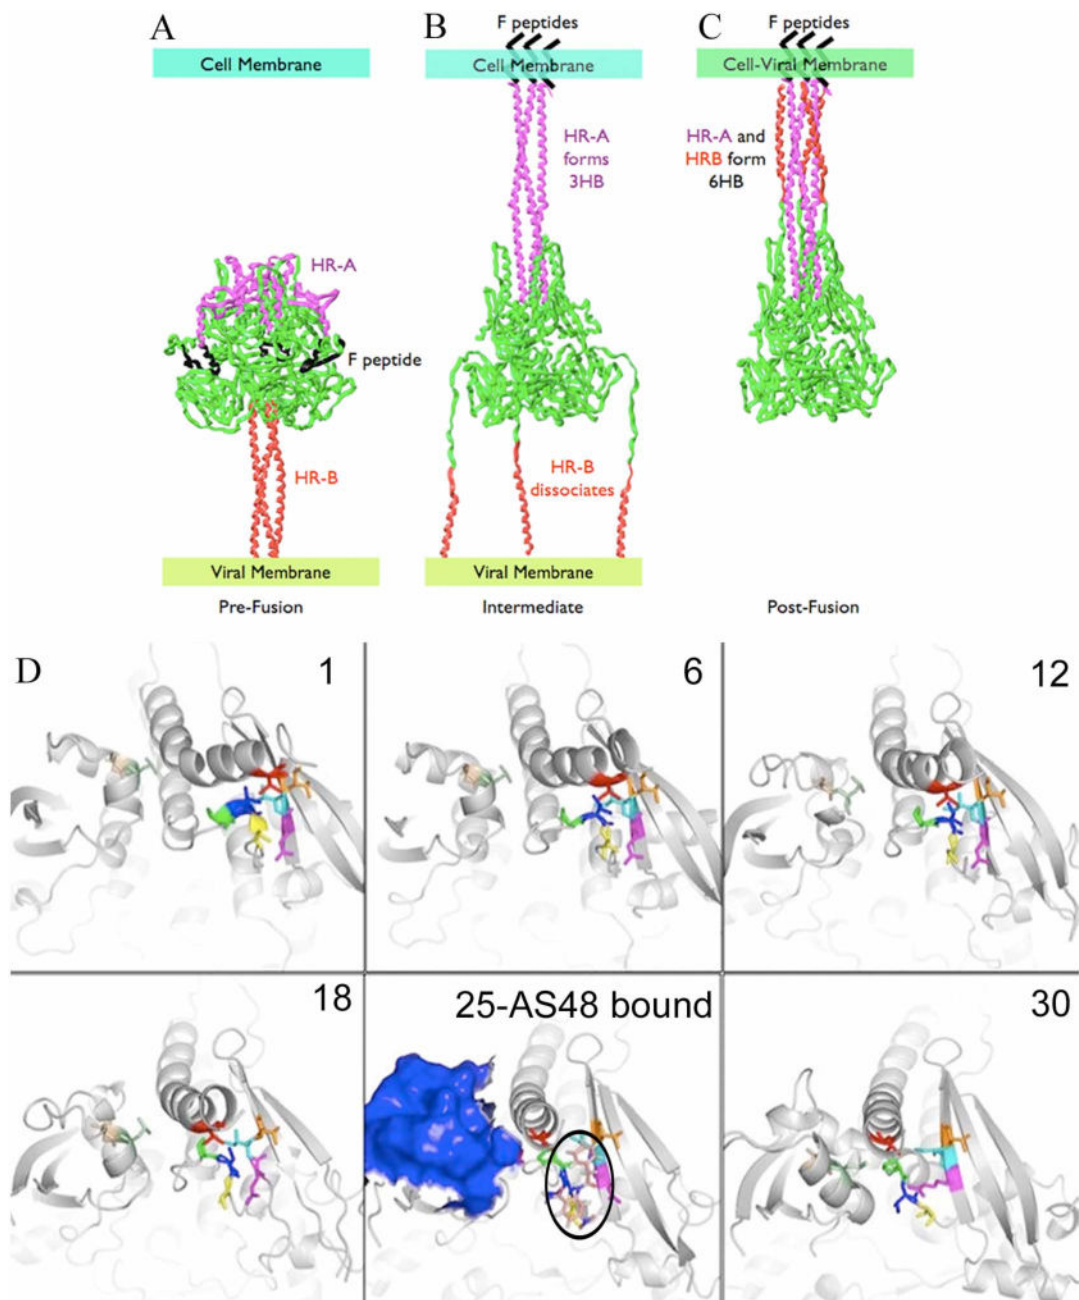 A
B
C
F peptides
F peptides
Cell Membrane
Cell Membrane
Cell-Viral Membrane
HR-A
forms
3HB
HR-A and
HRB form
6HB
HR-A
F peptide
HR-B
HR-B
dissociates
Viral Membrane
Viral Membrane
Pre-Fusion
Intermediate
Post-Fusion
D
1
6
12
18
25-AS48 bound
30